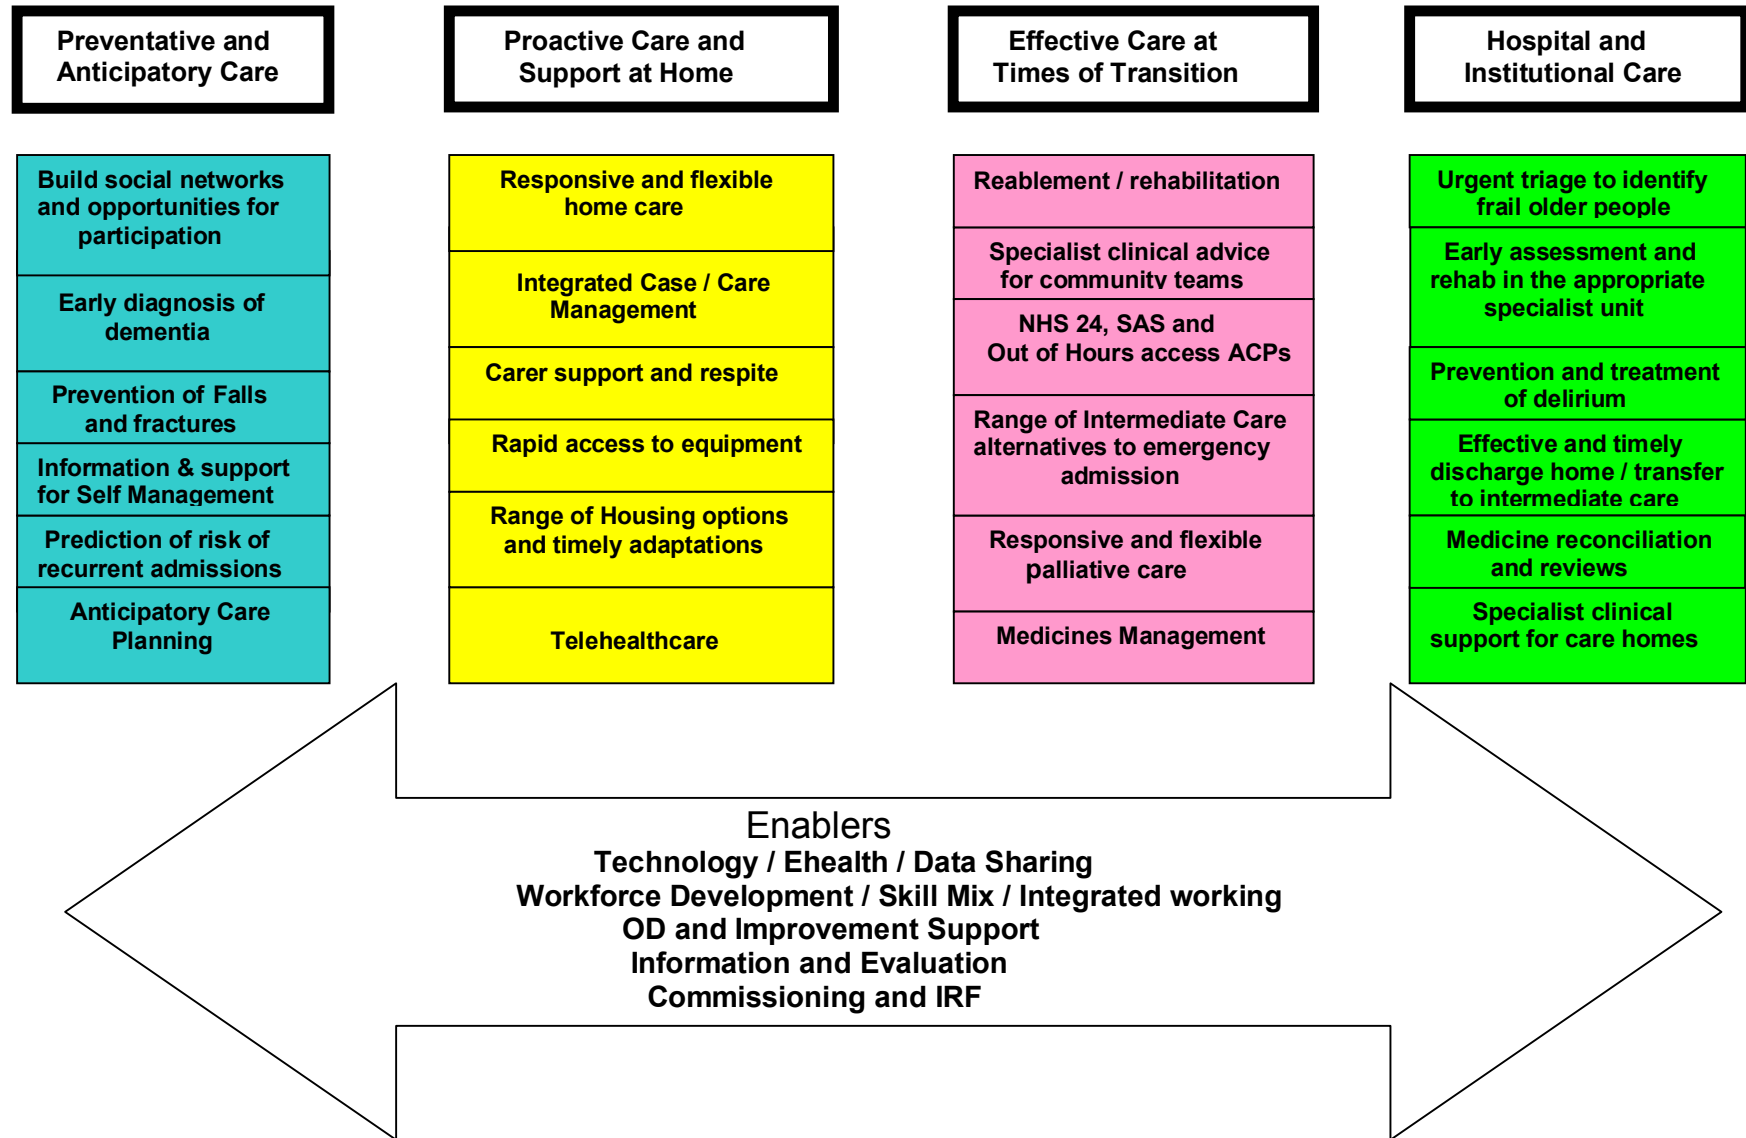 Preventative and
Anticipatory Care
Proactive Care and
Support at Home
Effective Care at
Times of Transition
Hospital and
Institutional Care
Build social networks
and opportunities for
participation
Early diagnosis of
dementia
Prevention of Falls
and fractures
Information & support
for Self Management
Prediction of risk of
recurrent admissions
Anticipatory Care
Planning
Responsive and flexible
home care
Integrated Case / Care
Management
Carer support and respite
Rapid access to equipment
Range of Housing options
and timely adaptations
Telehealthcare
Reablement / rehabilitation
Specialist clinical advice
for community teams
NHS 24, SAS and
Out of Hours access ACPs
Range of Intermediate Care
alternatives to emergency
admission
Responsive and flexible
palliative care
Medicines Management
Urgent triage to identify
frail older people
Early assessment and
rehab in the appropriate
specialist unit
Prevention and treatment
of delirium
Effective and timely
discharge home / transfer
to intermediate care
Medicine reconciliation
and reviews
Specialist clinical
support for care homes
Enablers
Technology / Ehealth / Data Sharing
Workforce Development / Skill Mix / Integrated working
OD and Improvement Support
Information and Evaluation
Commissioning and IRF